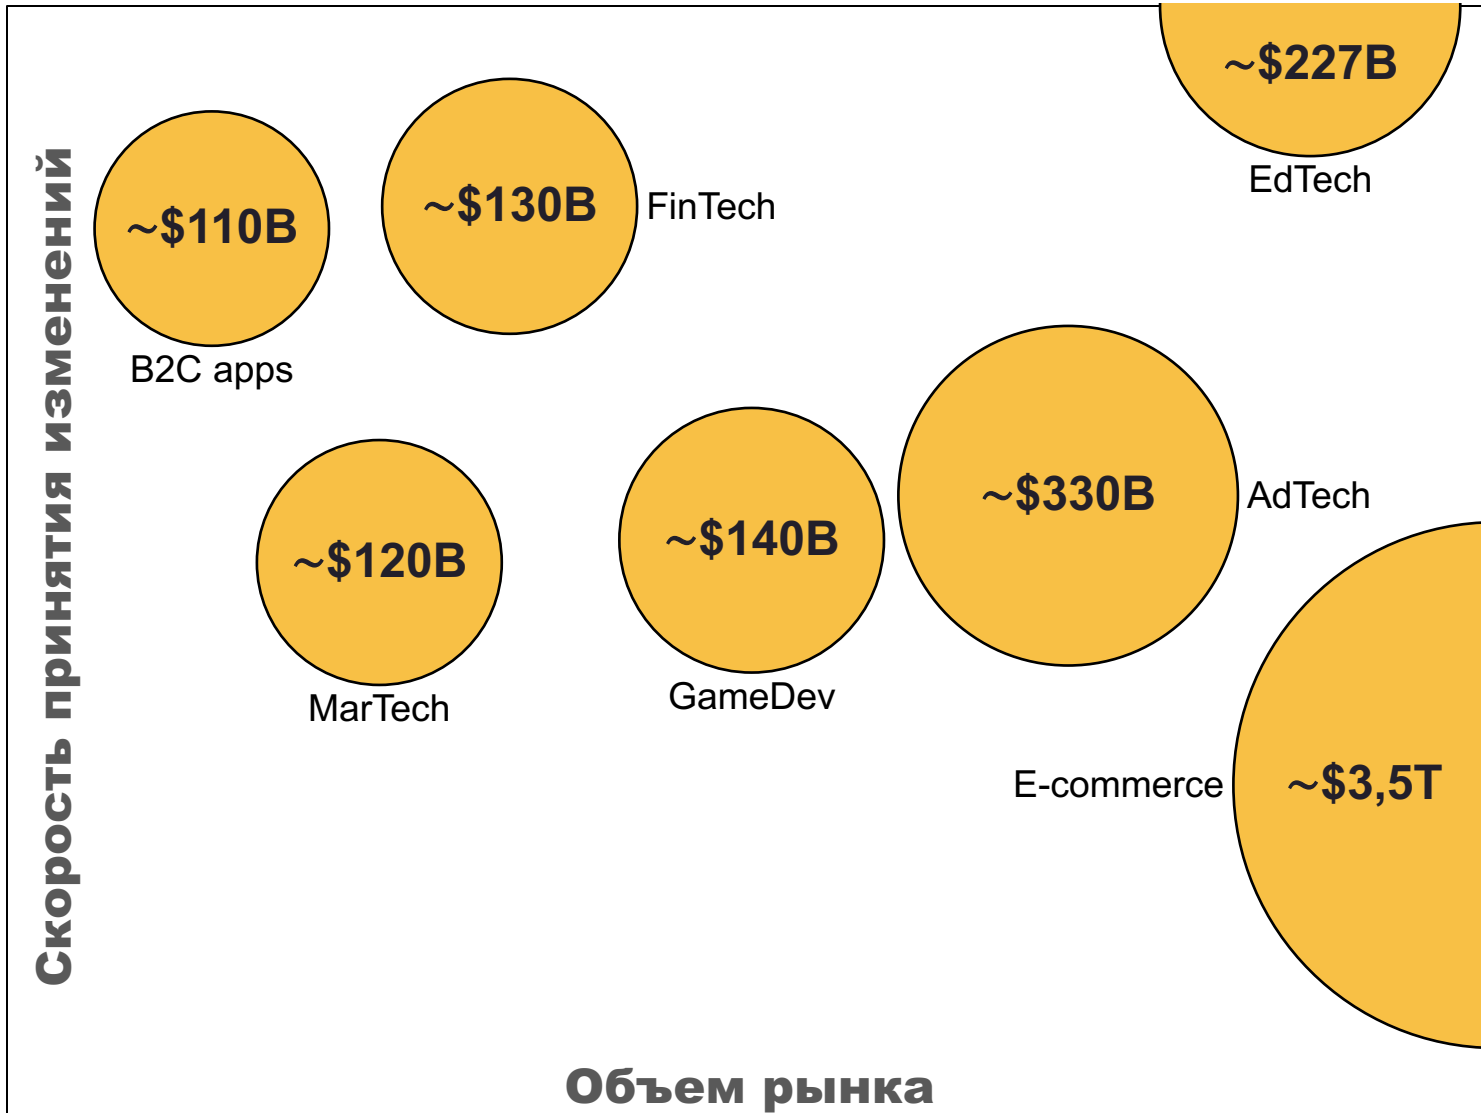 ~$227B
EdTech
~$110B
B2C apps
~$130B
FinTech
~$120B
MarTech
~$140B
GameDev
~$330B
AdTech
E-commerce
~$3,5T
Скорость принятия изменений
Объем рынка